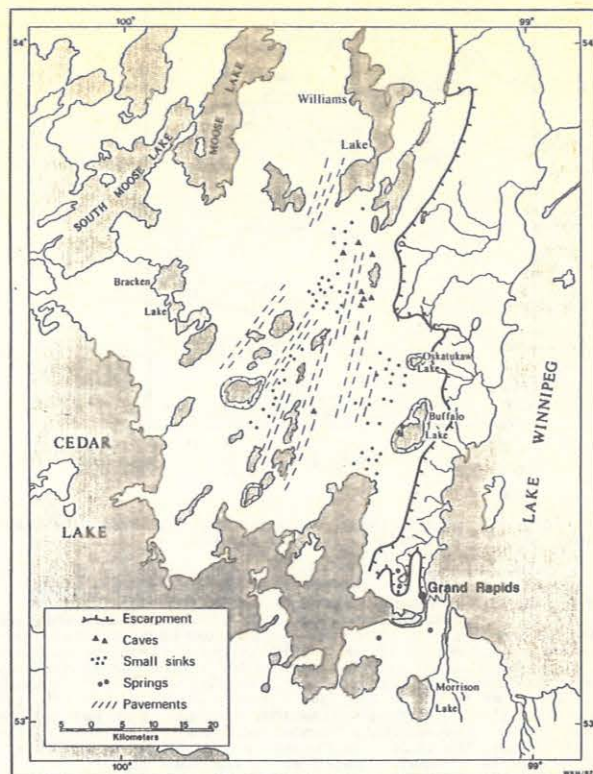 100°
99°
54°
54°
Williams
Lake
MOOSE LAKE
SOUTH MOOSE LAKE
Bracken
Lake
Oskatukaw
Lake
Buffalo
Lake
CEDAR
LAKE
LAKE WINNIPEG
Grand Rapids
Escarpment
Caves
Small sinks
Springs
Pavements
5 0 5 10 15 20
Kilometers
Morrison
Lake
53°
53°
100°
99°